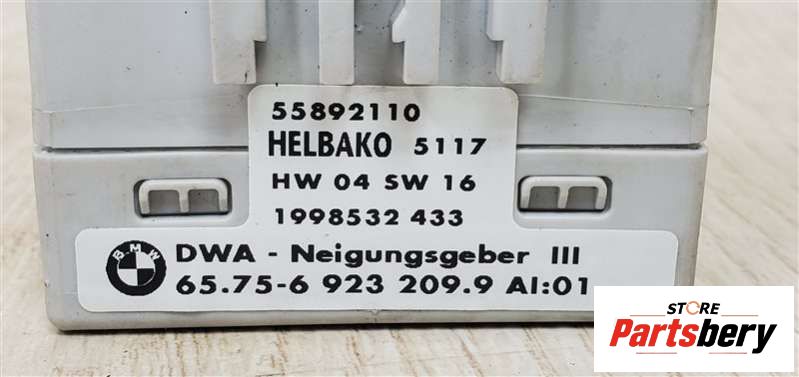 55892110
HELBAKO 5117
HW 04 SW 16
1998532 433
BMW
DWA - Neigungsgeber III
65.75-6 923 209.9 AI:01
STORE
Partsbery